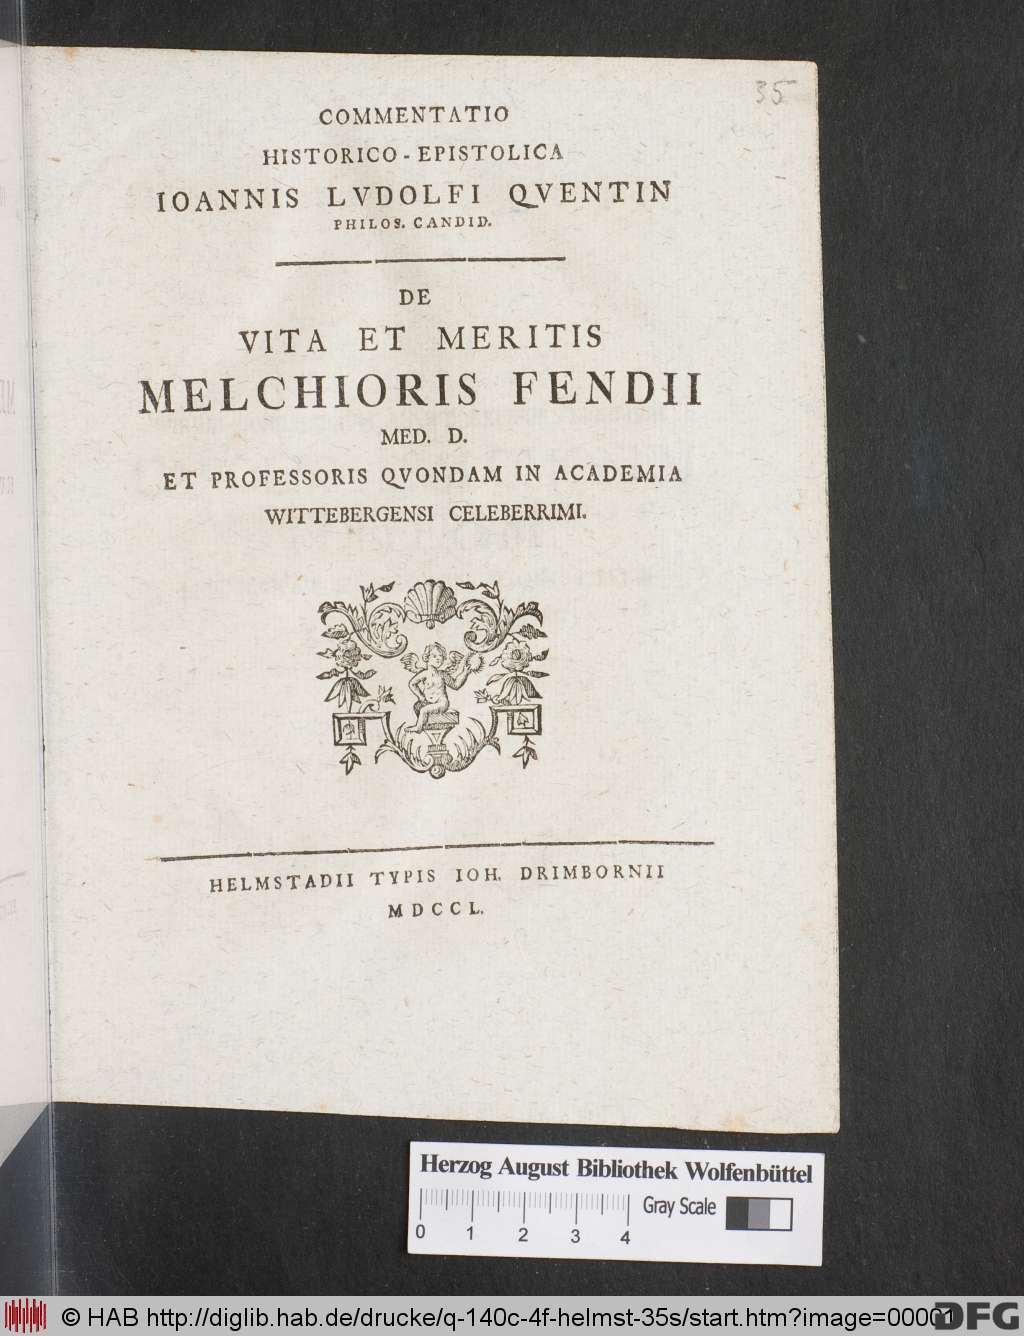 35
COMMENTATIO
HISTORICO-EPISTOLICA
IOANNIS LVDOLFI QVENTIN
PHILOS. CANDID.
DE
VITA ET MERITIS
MELCHIORIS FENDII
MED. D.
ET PROFESSORIS QVONDAM IN ACADEMIA
WITTEBERGENSI CELEBERRIMI.
HELMSTADII TYPIS IOH. DRIMBORNII
MDCCL.
Herzog August Bibliothek Wolfenbüttel
Gray Scale
0 1 2 3 4
© HAB http://diglib.hab.de/drucke/q-140c-4f-helmst-35s/start.htm?image=00001
DFG